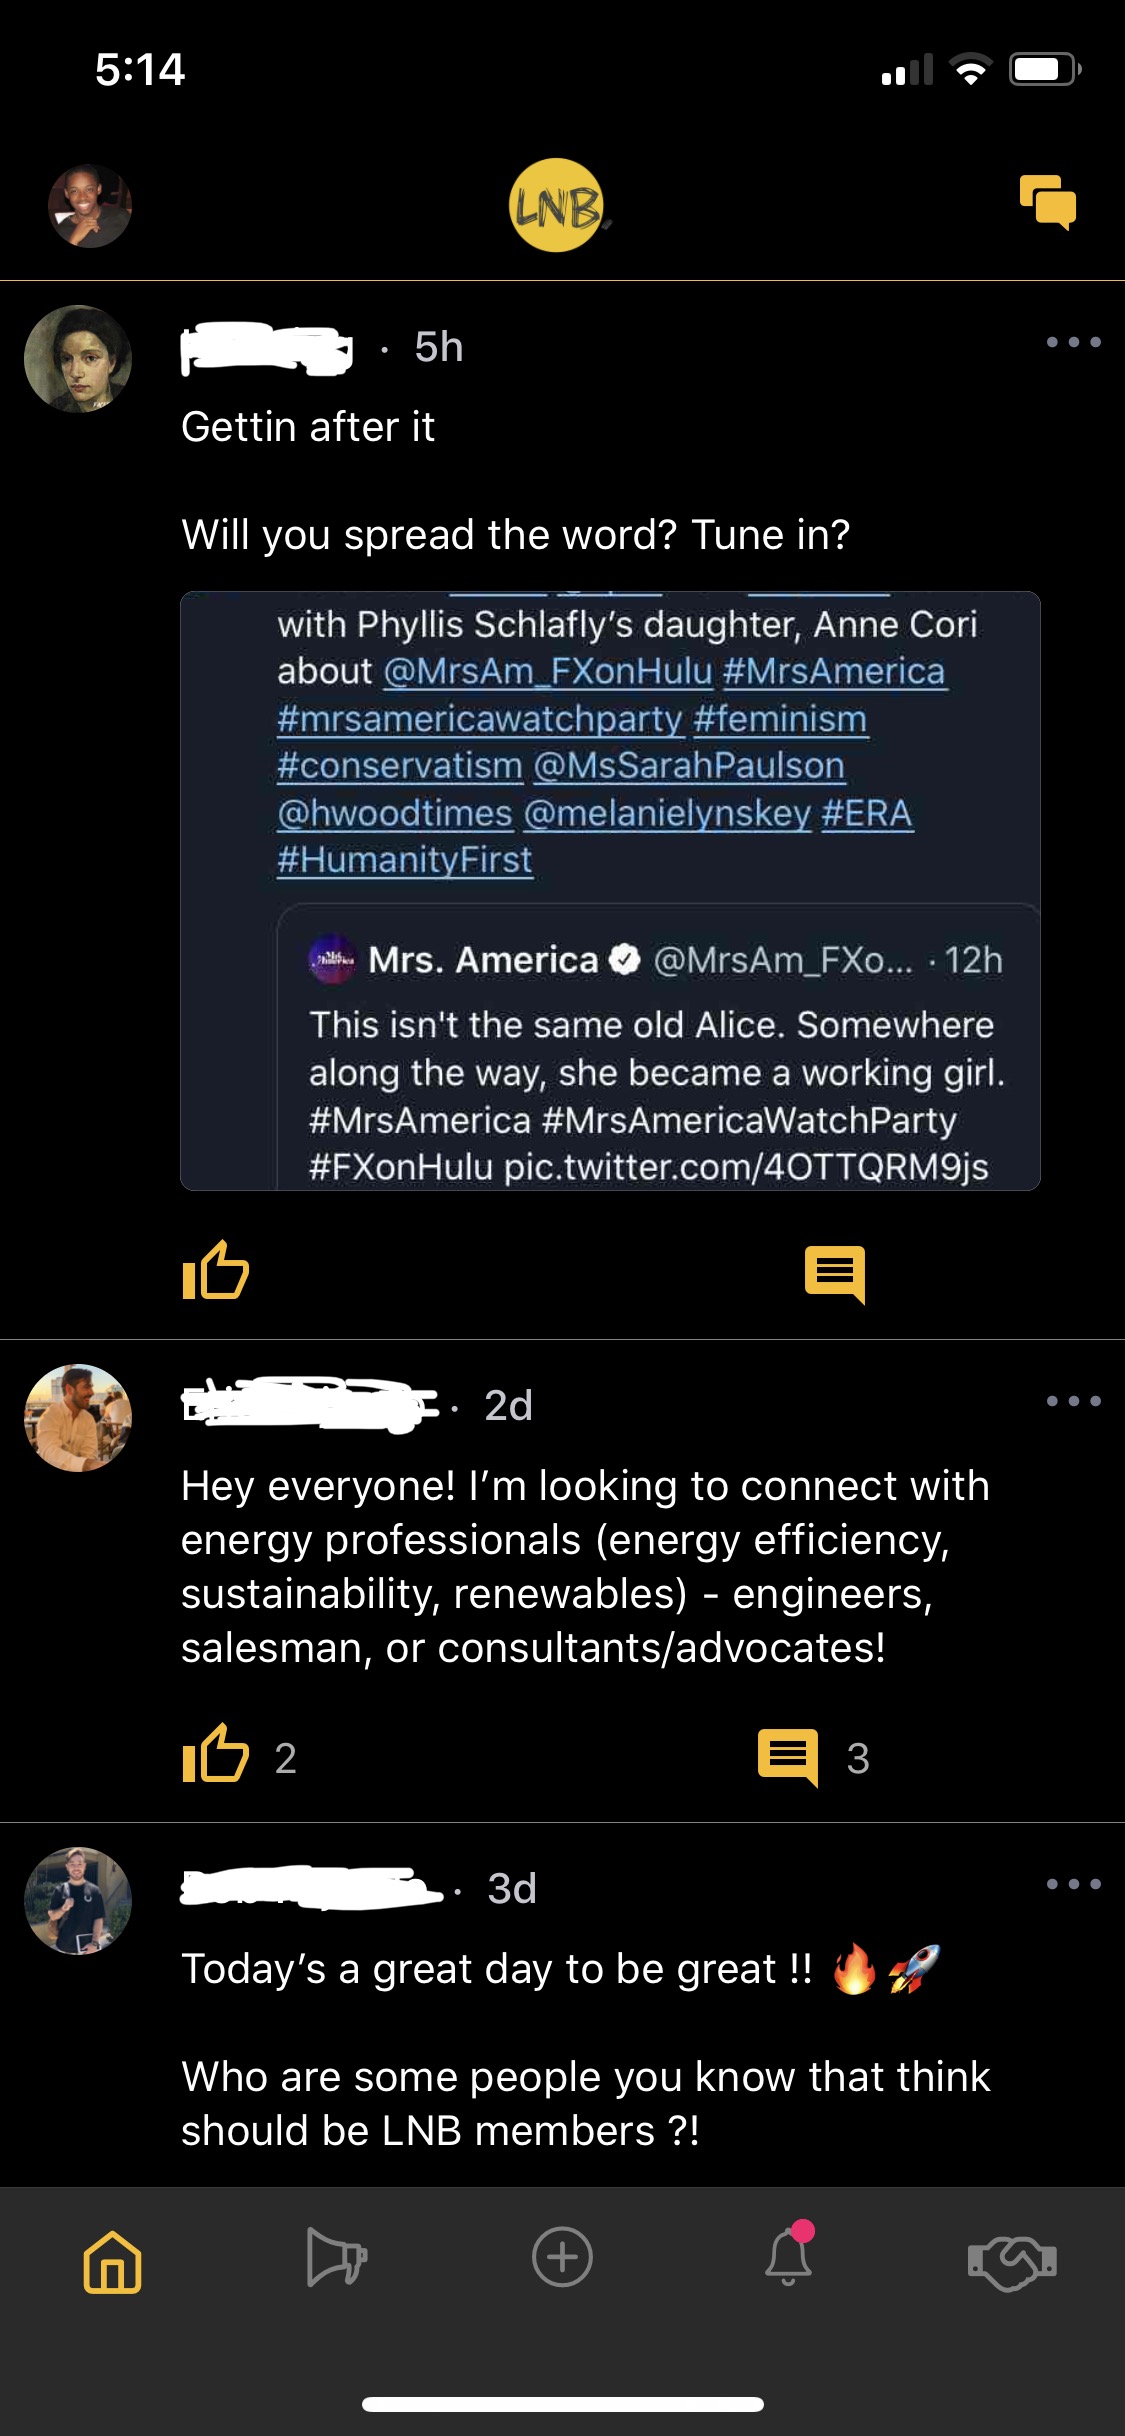 5:14
LNB
· 5h
Gettin after it
Will you spread the word? Tune in?
with Phyllis Schlafly’s daughter, Anne Cori
about @MrsAm_FXonHulu #MrsAmerica
#mrsamericawatchparty #feminism
#conservatism @MsSarahPaulson
@hwoodtimes @melanielynskey #ERA
#HumanityFirst
Mrs. America @MrsAm_FXo... · 12h
This isn't the same old Alice. Somewhere
along the way, she became a working girl.
#MrsAmerica #MrsAmericaWatchParty
#FXonHulu pic.twitter.com/4OTTQRM9js
· 2d
Hey everyone! I’m looking to connect with
energy professionals (energy efficiency,
sustainability, renewables) - engineers,
salesman, or consultants/advocates!
2 3
· 3d
Today’s a great day to be great !! 🔥🚀
Who are some people you know that think
should be LNB members ?!